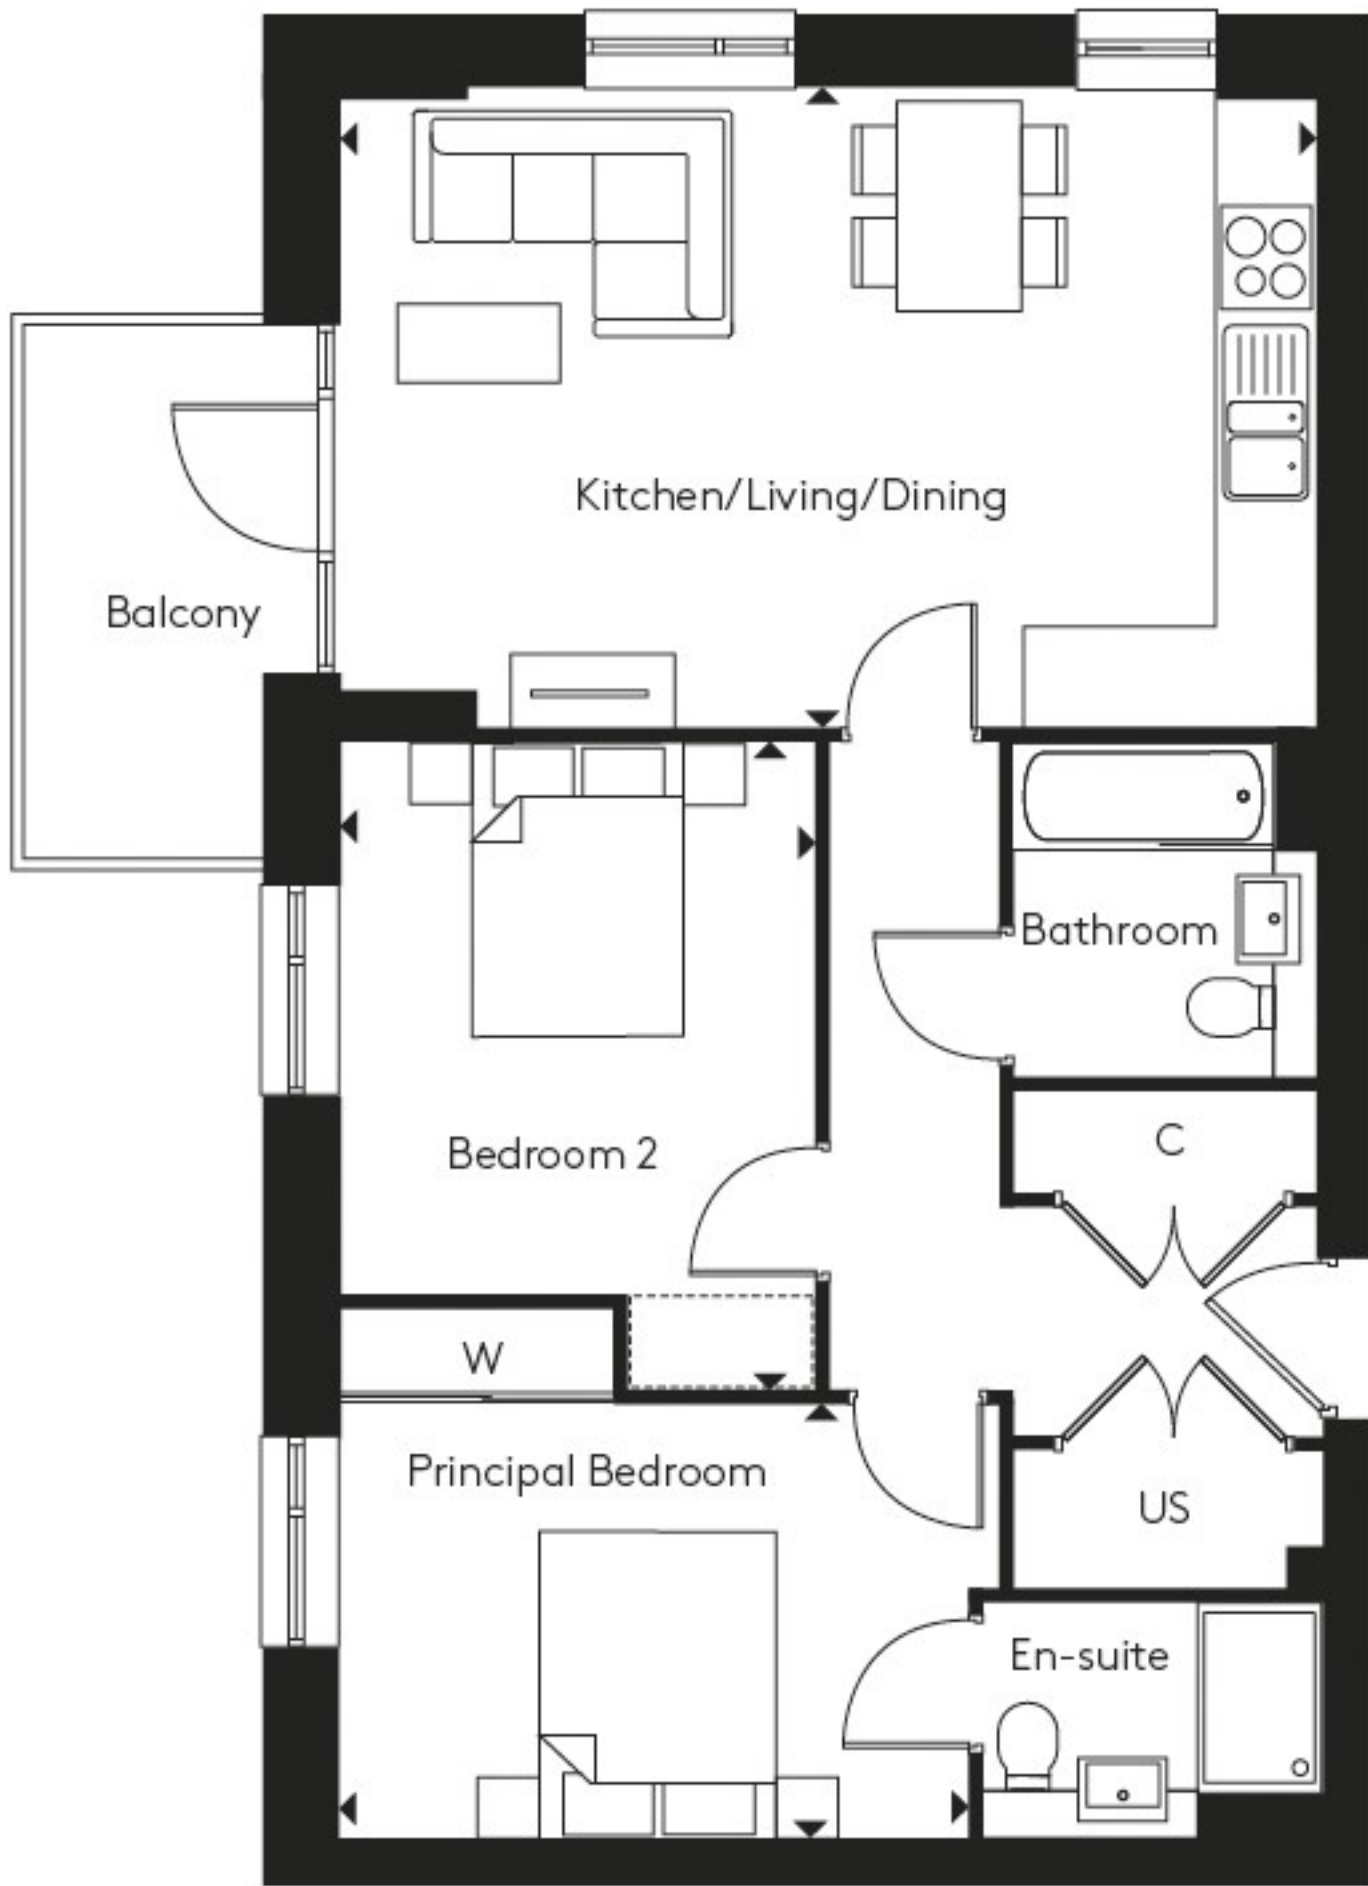 Kitchen/Living/Dining
Balcony
Bathroom
C
Bedroom 2
W
Principal Bedroom
US
En-suite